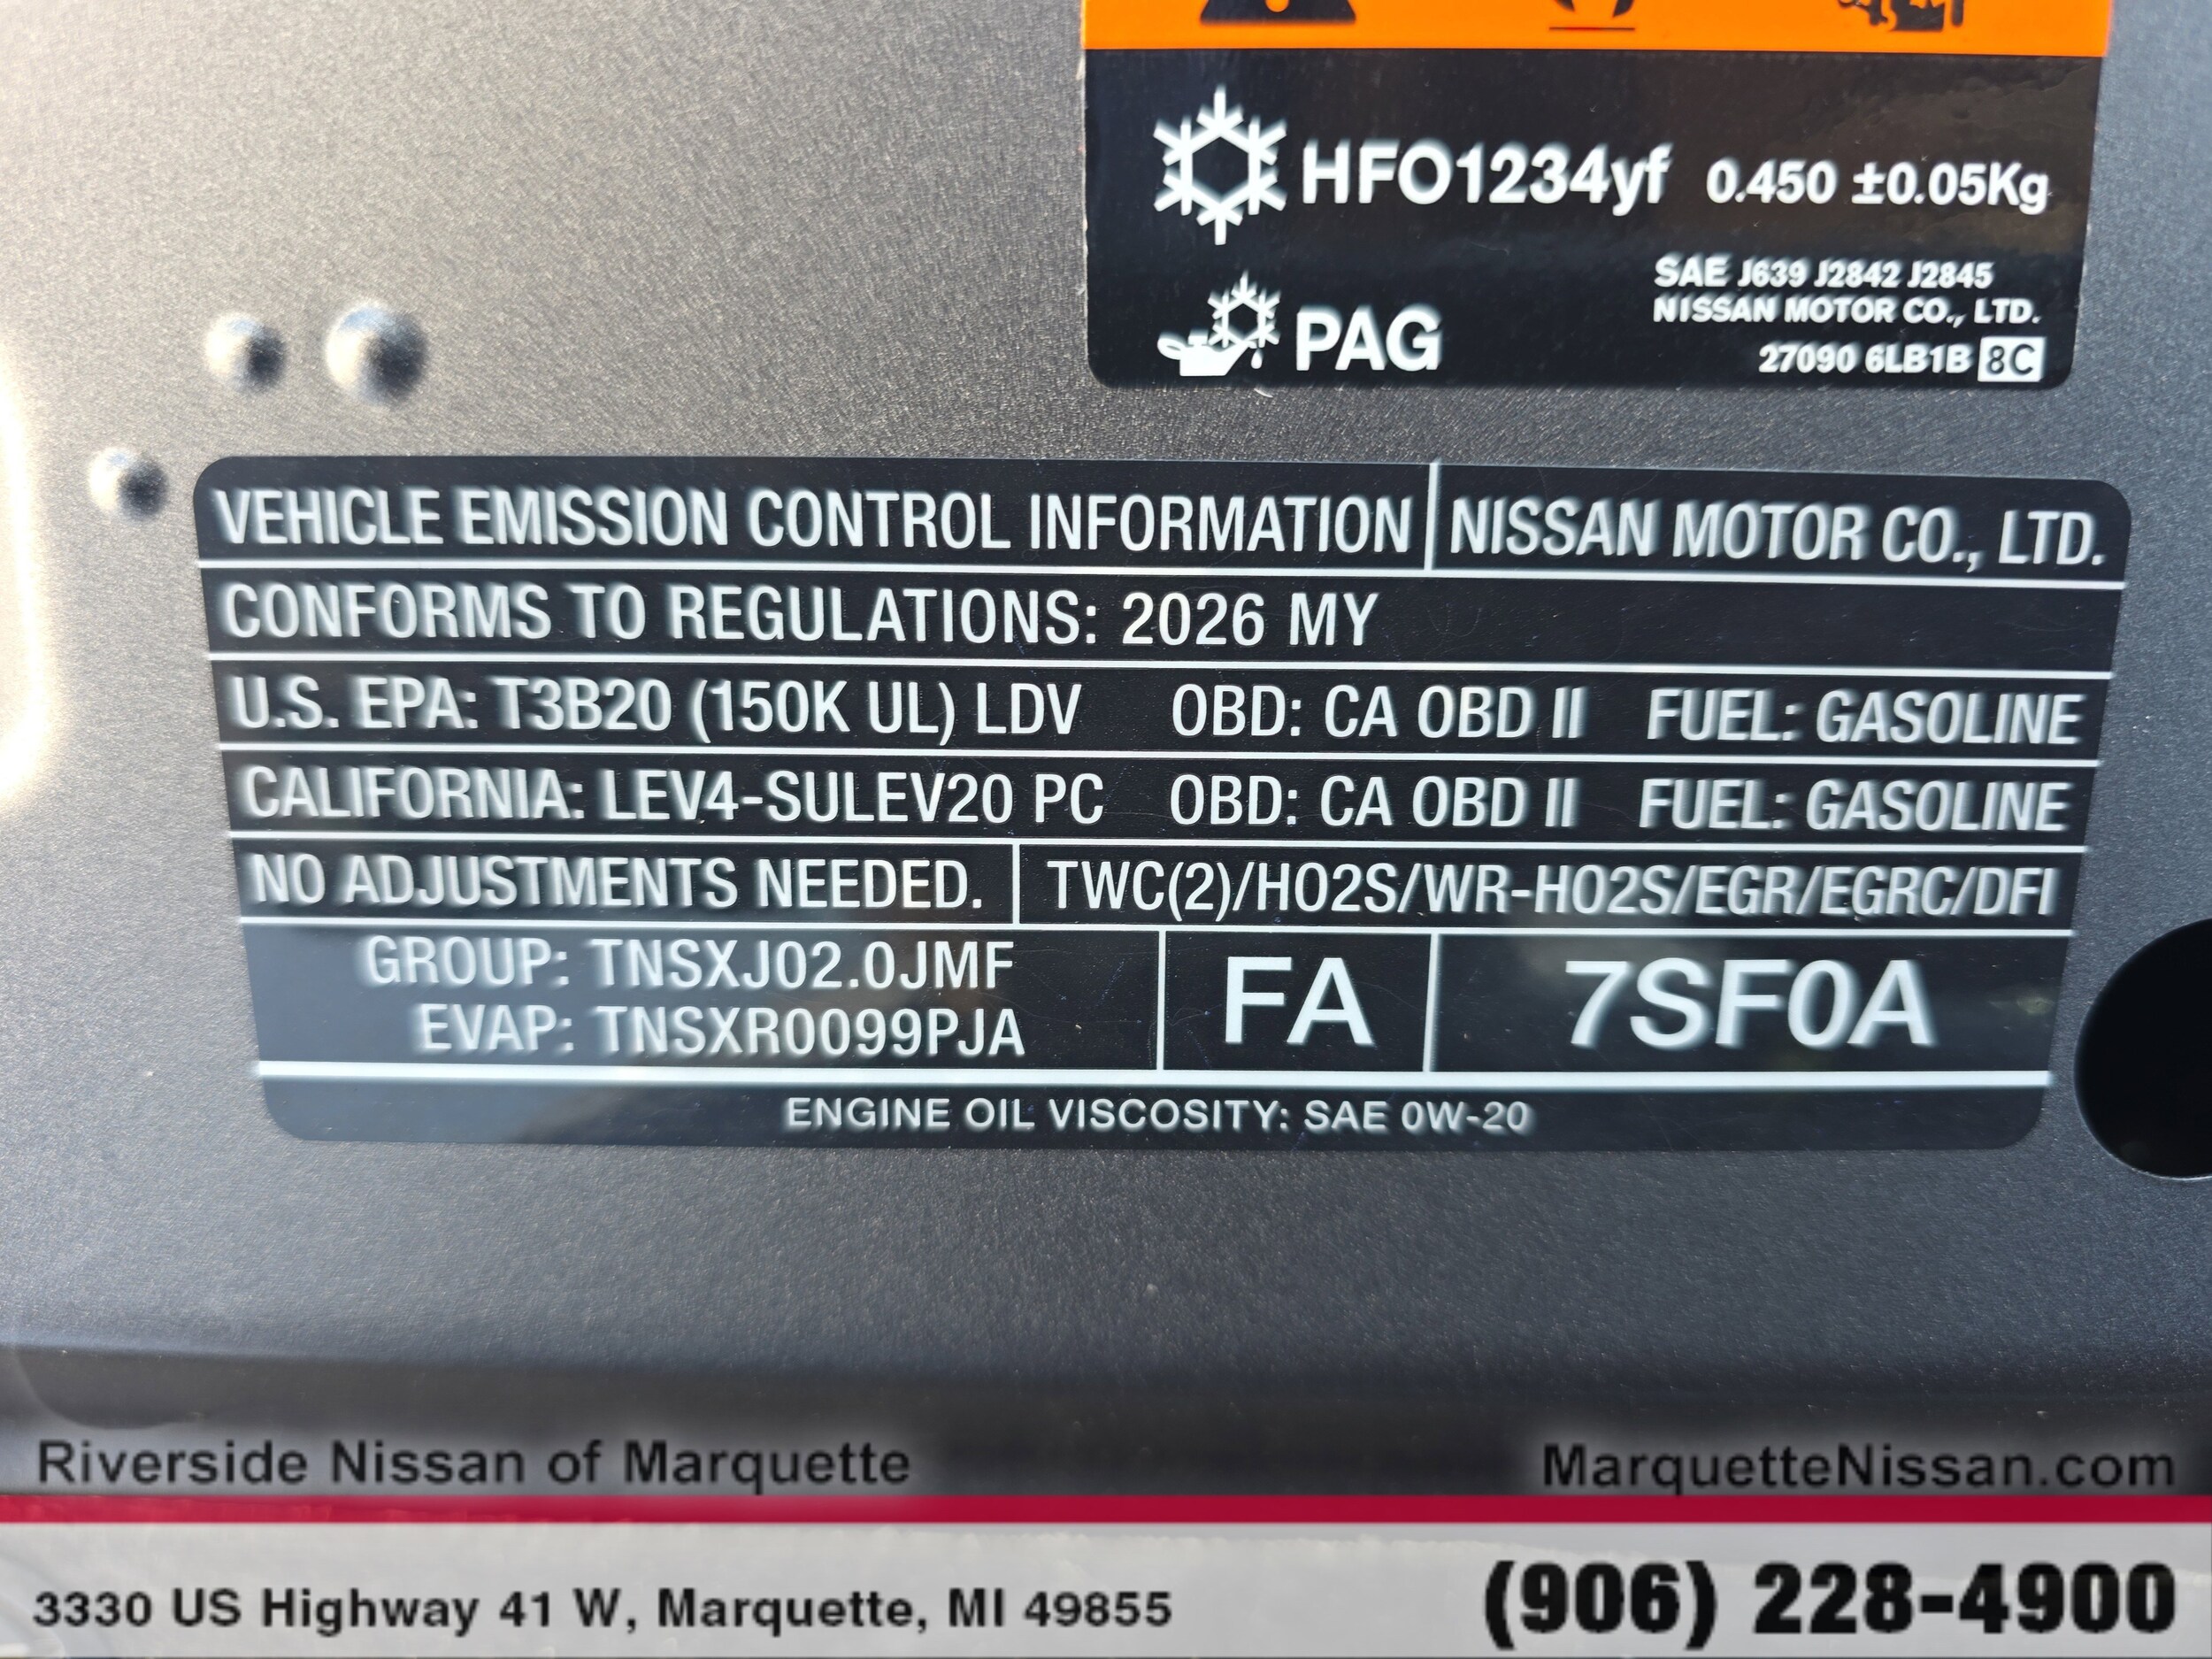 HFO1234yf 0.450 ±0.05Kg
SAE J639 J2842 J2845
NISSAN MOTOR CO., LTD.
PAG
27090 6LB1B 8C
VEHICLE EMISSION CONTROL INFORMATION NISSAN MOTOR CO., LTD.
CONFORMS TO REGULATIONS: 2026 MY
U.S. EPA: T3B20 (150K UL) LDV OBD: CA OBD II FUEL: GASOLINE
CALIFORNIA: LEV4-SULEV20 PC OBD: CA OBD II FUEL: GASOLINE
NO ADJUSTMENTS NEEDED. TWC(2)/HO2S/WR-HO2S/EGR/EGRC/DFI
GROUP: TNSXJ02.0JMF
EVAP: TNSXR0099PJA
FA
7SF0A
ENGINE OIL VISCOSITY: SAE 0W-20
Riverside Nissan of Marquette MarquetteNissan.com
3330 US Highway 41 W, Marquette, MI 49855 (906) 228-4900